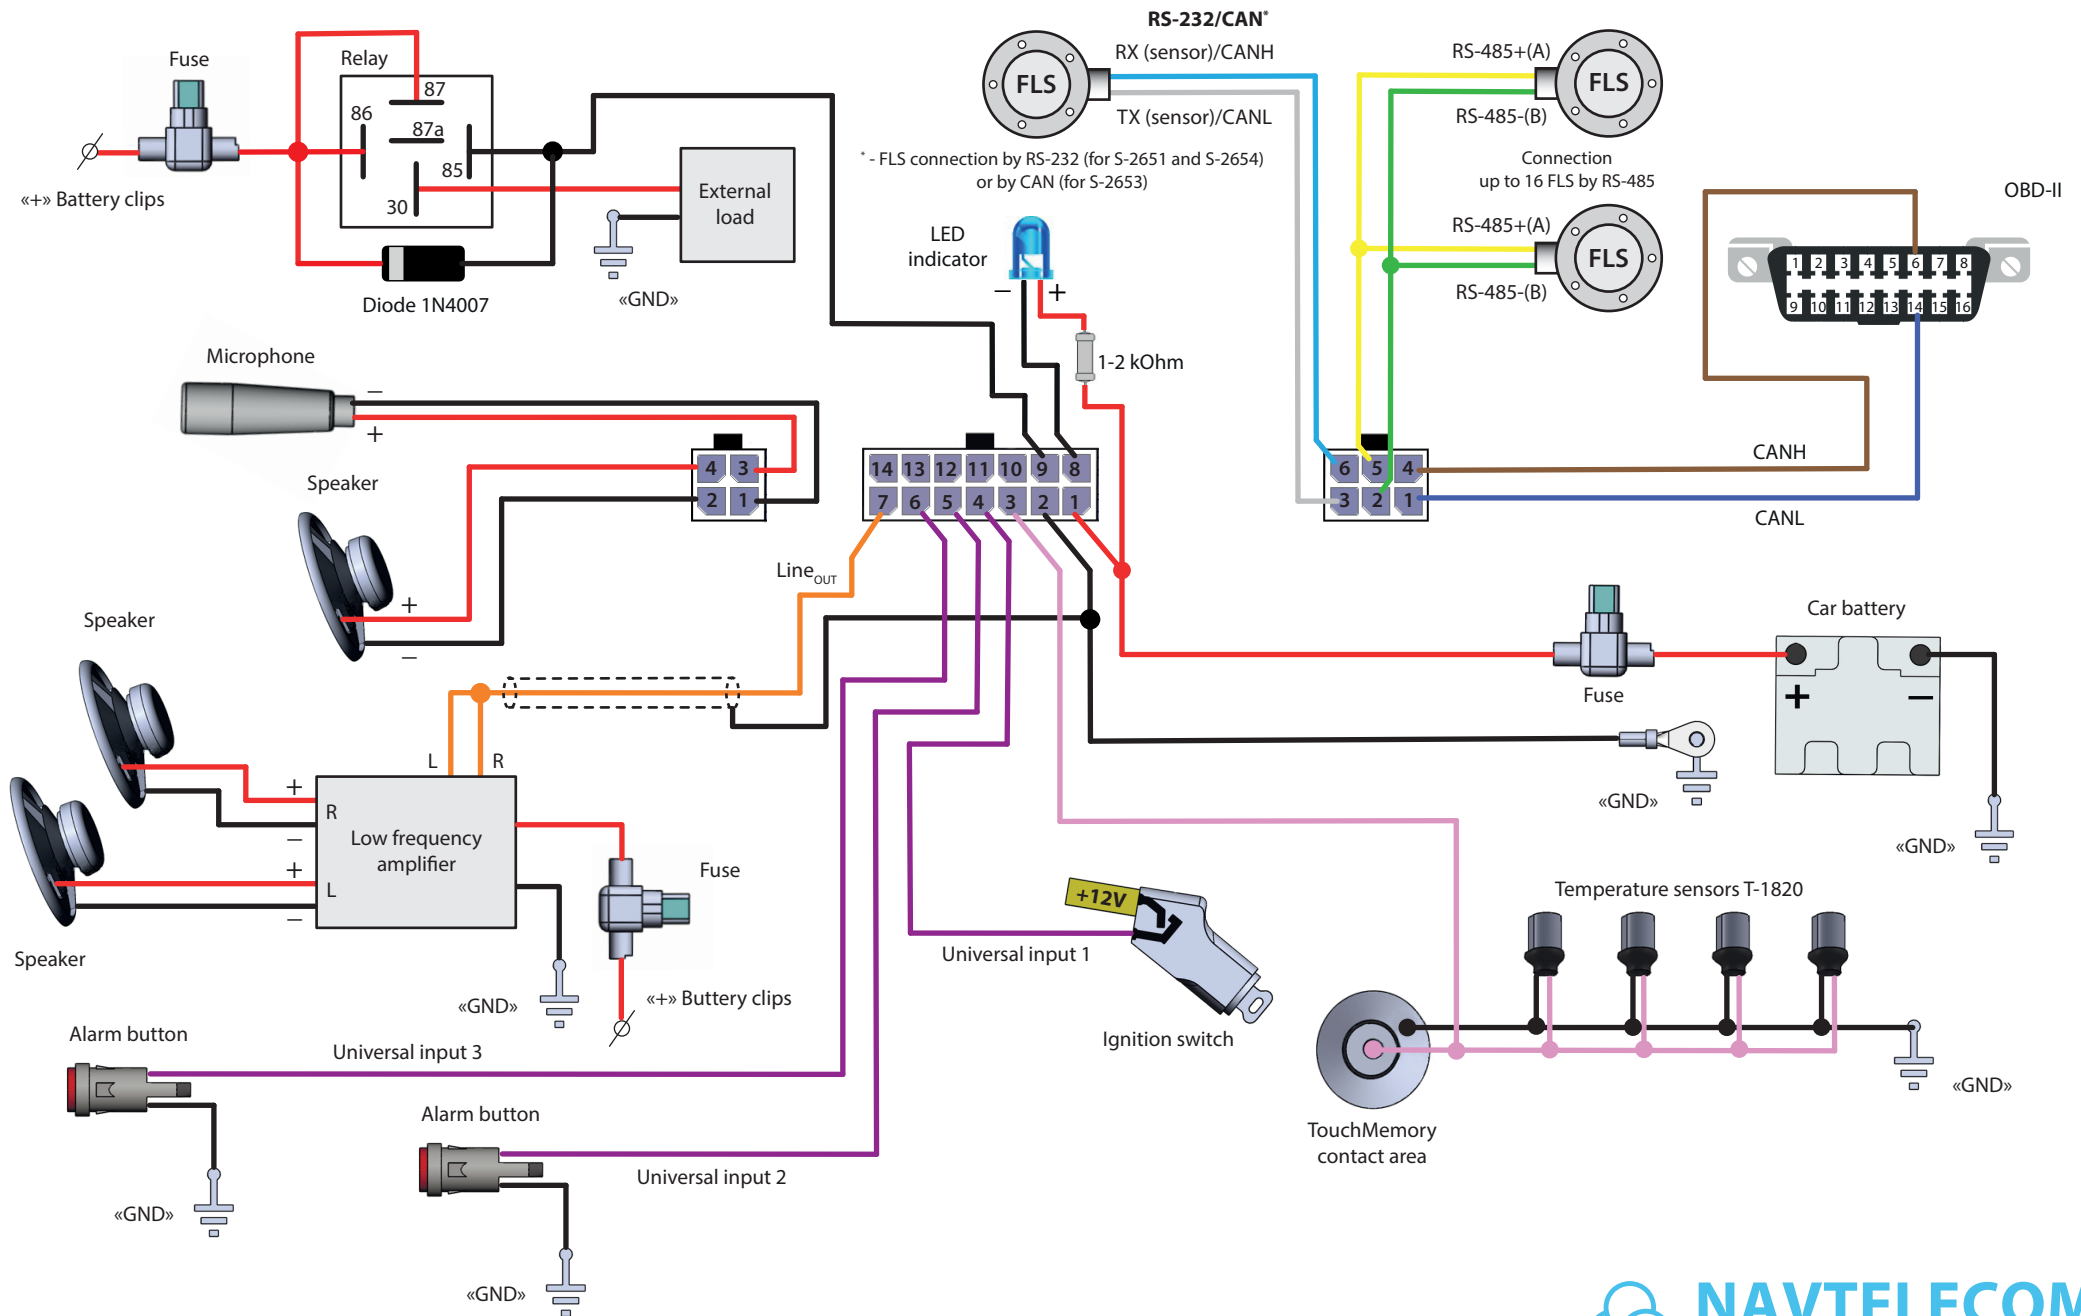 RS-232/CAN*
Fuse
Relay
87
86
87a
85
30
«+» Battery clips
External
load
«GND»
Diode 1N4007
RX (sensor)/CANH
FLS
TX (sensor)/CANL
* - FLS connection by RS-232 (for S-2651 and S-2654)
or by CAN (for S-2653)
RS-485+(A)
FLS
RS-485-(B)
Connection
up to 16 FLS by RS-485
RS-485+(A)
FLS
RS-485-(B)
OBD-II
1 2 3 4 5 6 7 8
9 10 11 12 13 14 15 16
LED
indicator
− +
1-2 kOhm
Microphone
−
+
Speaker
4 3
2 1
14 13 12 11 10 9 8
7 6 5 4 3 2 1
6 5 4
3 2 1
CANH
CANL
+
−
LineOUT
Speaker
L R
+
R
−
+
L
−
Low frequency
amplifier
Speaker
Fuse
«GND»
«+» Buttery clips
Fuse
Car battery
+ −
«GND»
«GND»
+12V
Universal input 1
Ignition switch
Temperature sensors T-1820
TouchMemory
contact area
«GND»
Alarm button
Universal input 3
«GND»
Alarm button
Universal input 2
«GND»
NAVTELECOM